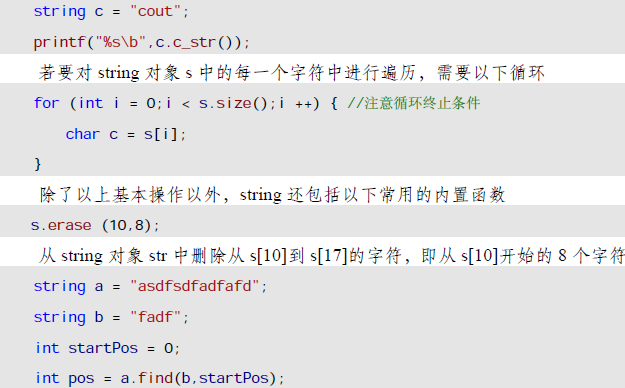 string c = "cout";
printf("%s\b",c.c_str());
若要对 string 对象 s 中的每一个字符中进行遍历，需要以下循环
for (int i = 0;i < s.size();i ++) { //注意循环终止条件
char c = s[i];
}
除了以上基本操作以外，string 还包括以下常用的内置函数
s.erase (10,8);
从 string 对象 str 中删除从 s[10]到 s[17]的字符，即从 s[10]开始的 8 个字符
string a = "asdfsdfadfafd";
string b = "fadf";
int startPos = 0;
int pos = a.find(b,startPos);